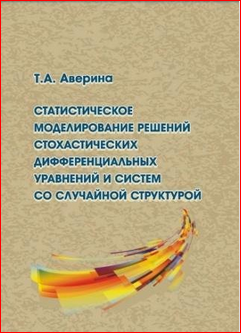 Т.А. Аверина
СТАТИСТИЧЕСКОЕ
МОДЕЛИРОВАНИЕ РЕШЕНИЙ
СТОХАСТИЧЕСКИХ
ДИФФЕРЕНЦИАЛЬНЫХ
УРАВНЕНИЙ И СИСТЕМ
СО СЛУЧАЙНОЙ СТРУКТУРОЙ